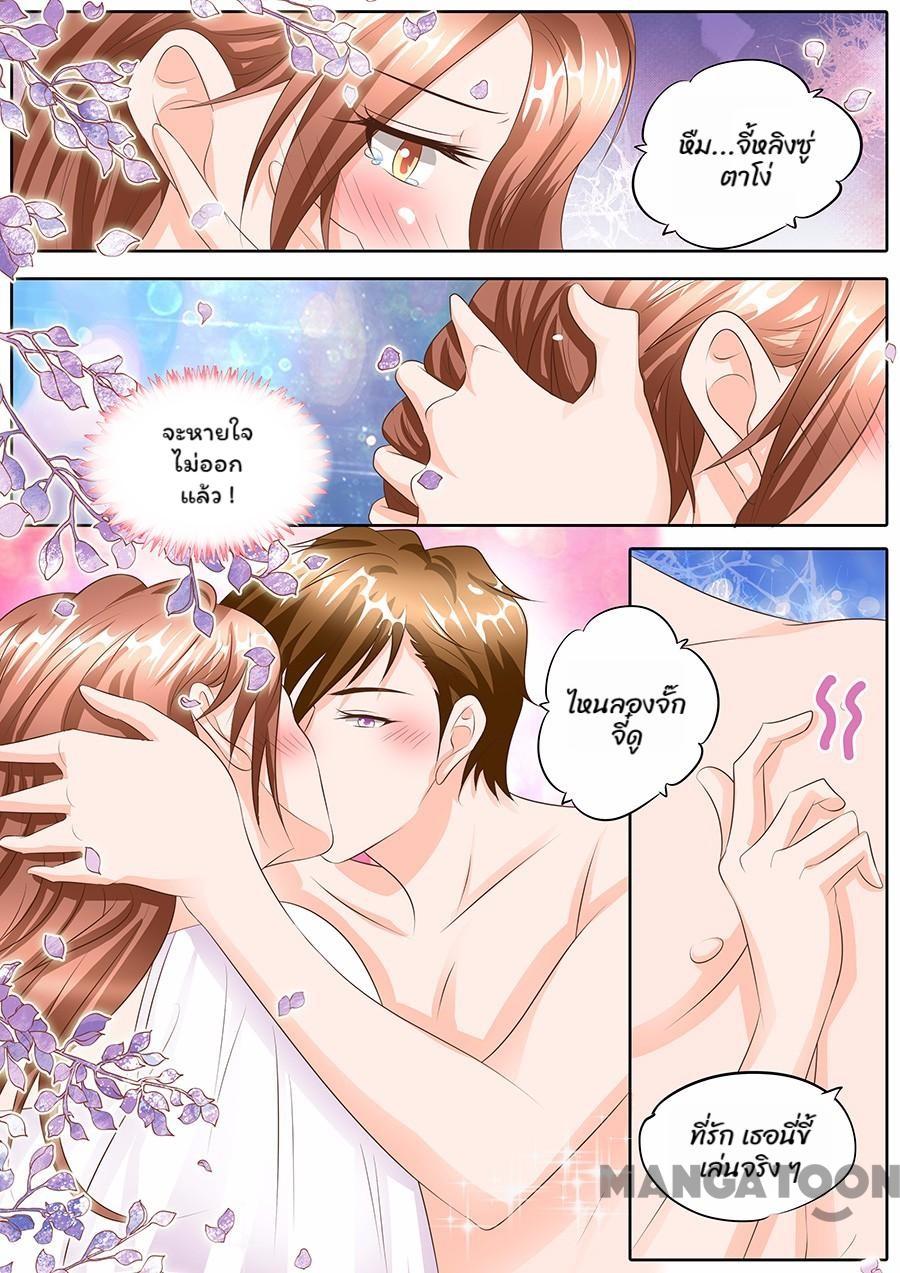 หืม...จี้หลิงซู่
ตาโง่
จะหายใจ
ไม่ออก
แล้ว !
ไหนลองจั๊ก
จี๋ดู
ที่รัก เธอนี่ขี้
เล่นจริง ๆ
MANGATOON